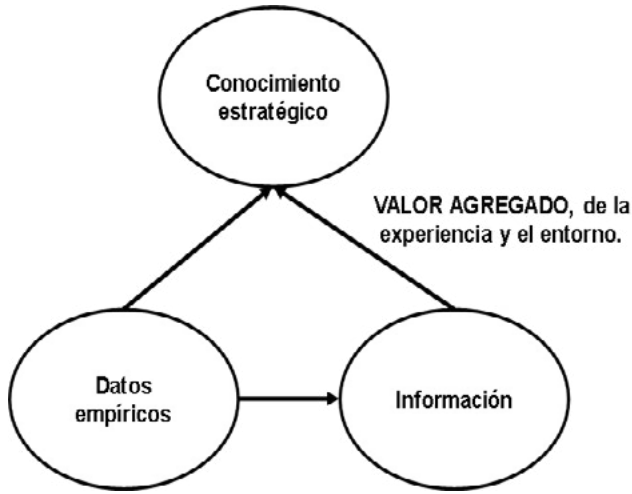 Conocimiento
estratégico
VALOR AGREGADO, de la
experiencia y el entorno.
Datos
empíricos
Información